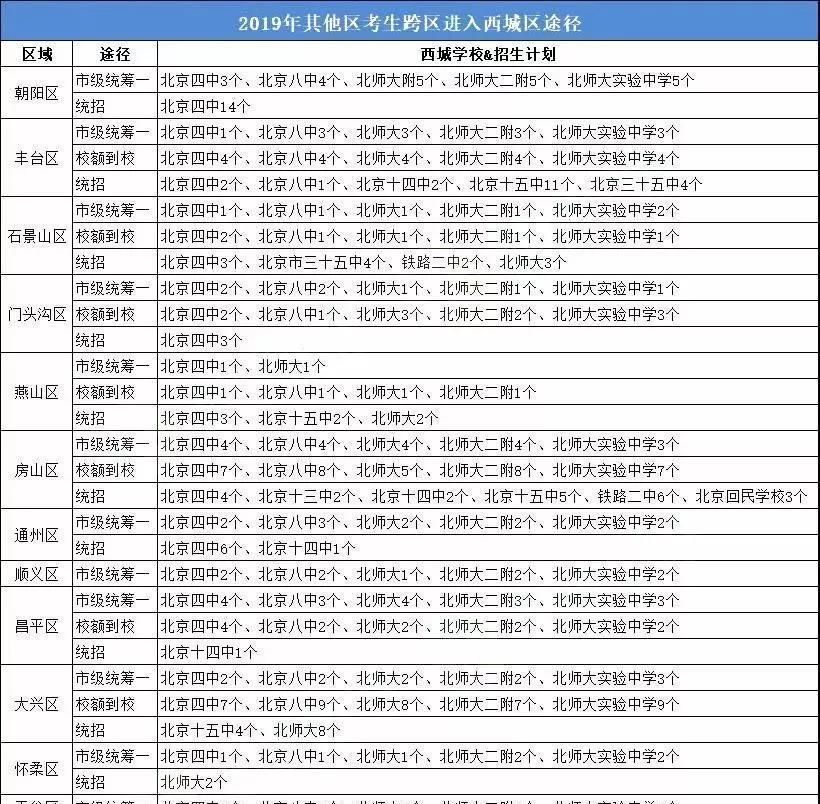 2019年其他区考生跨区进入西城区途径
区域 途径 西城学校&招生计划
朝阳区 市级统筹一 北京四中3个、北京八中4个、北师大附5个、北师大二附5个、北师大实验中学5个
统招 北京四中14个
丰台区 市级统筹一 北京四中1个、北京八中3个、北师大3个、北师大二附3个、北师大实验中学3个
校额到校 北京四中4个、北京八中4个、北师大4个、北师大二附4个、北师大实验中学4个
统招 北京四中2个、北京八中1个、北京十四中2个、北京十五中11个、北京三十五中4个
石景山区 市级统筹一 北京四中1个、北京八中1个、北师大1个、北师大二附1个、北师大实验中学2个
校额到校 北京四中2个、北京八中1个、北师大1个、北师大二附1个、北师大实验中学1个
统招 北京四中3个、北京市三十五中4个、铁路二中2个、北师大3个
门头沟区 市级统筹一 北京四中2个、北京八中2个、北师大1个、北师大二附1个、北师大实验中学1个
校额到校 北京四中2个、北京八中1个、北师大3个、北师大二附2个、北师大实验中学3个
统招 北京四中3个
燕山区 市级统筹一 北京四中1个、北师大1个
校额到校 北京四中1个、北京八中1个、北师大1个、北师大二附1个
统招 北京四中3个、北京十五中2个、北师大2个
房山区 市级统筹一 北京四中4个、北京八中4个、北师大4个、北师大二附4个、北师大实验中学3个
校额到校 北京四中7个、北京八中8个、北师大5个、北师大二附8个、北师大实验中学7个
统招 北京四中4个、北京十三中2个、北京十四中2个、北京十五中5个、铁路二中6个、北京回民学校3个
通州区 市级统筹一 北京四中2个、北京八中3个、北师大2个、北师大二附2个、北师大实验中学2个
统招 北京四中6个、北京十四中1个
顺义区 市级统筹一 北京四中2个、北京八中2个、北师大1个、北师大二附2个、北师大实验中学2个
昌平区 市级统筹一 北京四中4个、北京八中3个、北师大4个、北师大二附3个、北师大实验中学3个
校额到校 北京四中4个、北京八中2个、北师大2个、北师大二附2个、北师大实验中学2个
统招 北京十四中1个
大兴区 市级统筹一 北京四中2个、北京八中2个、北师大2个、北师大二附2个、北师大实验中学3个
校额到校 北京四中7个、北京八中9个、北师大8个、北师大二附7个、北师大实验中学9个
统招 北京十五中4个、北师大8个
怀柔区 市级统筹一 北京四中1个、北京八中1个、北师大1个、北师大二附2个、北师大实验中学2个
统招 北师大2个